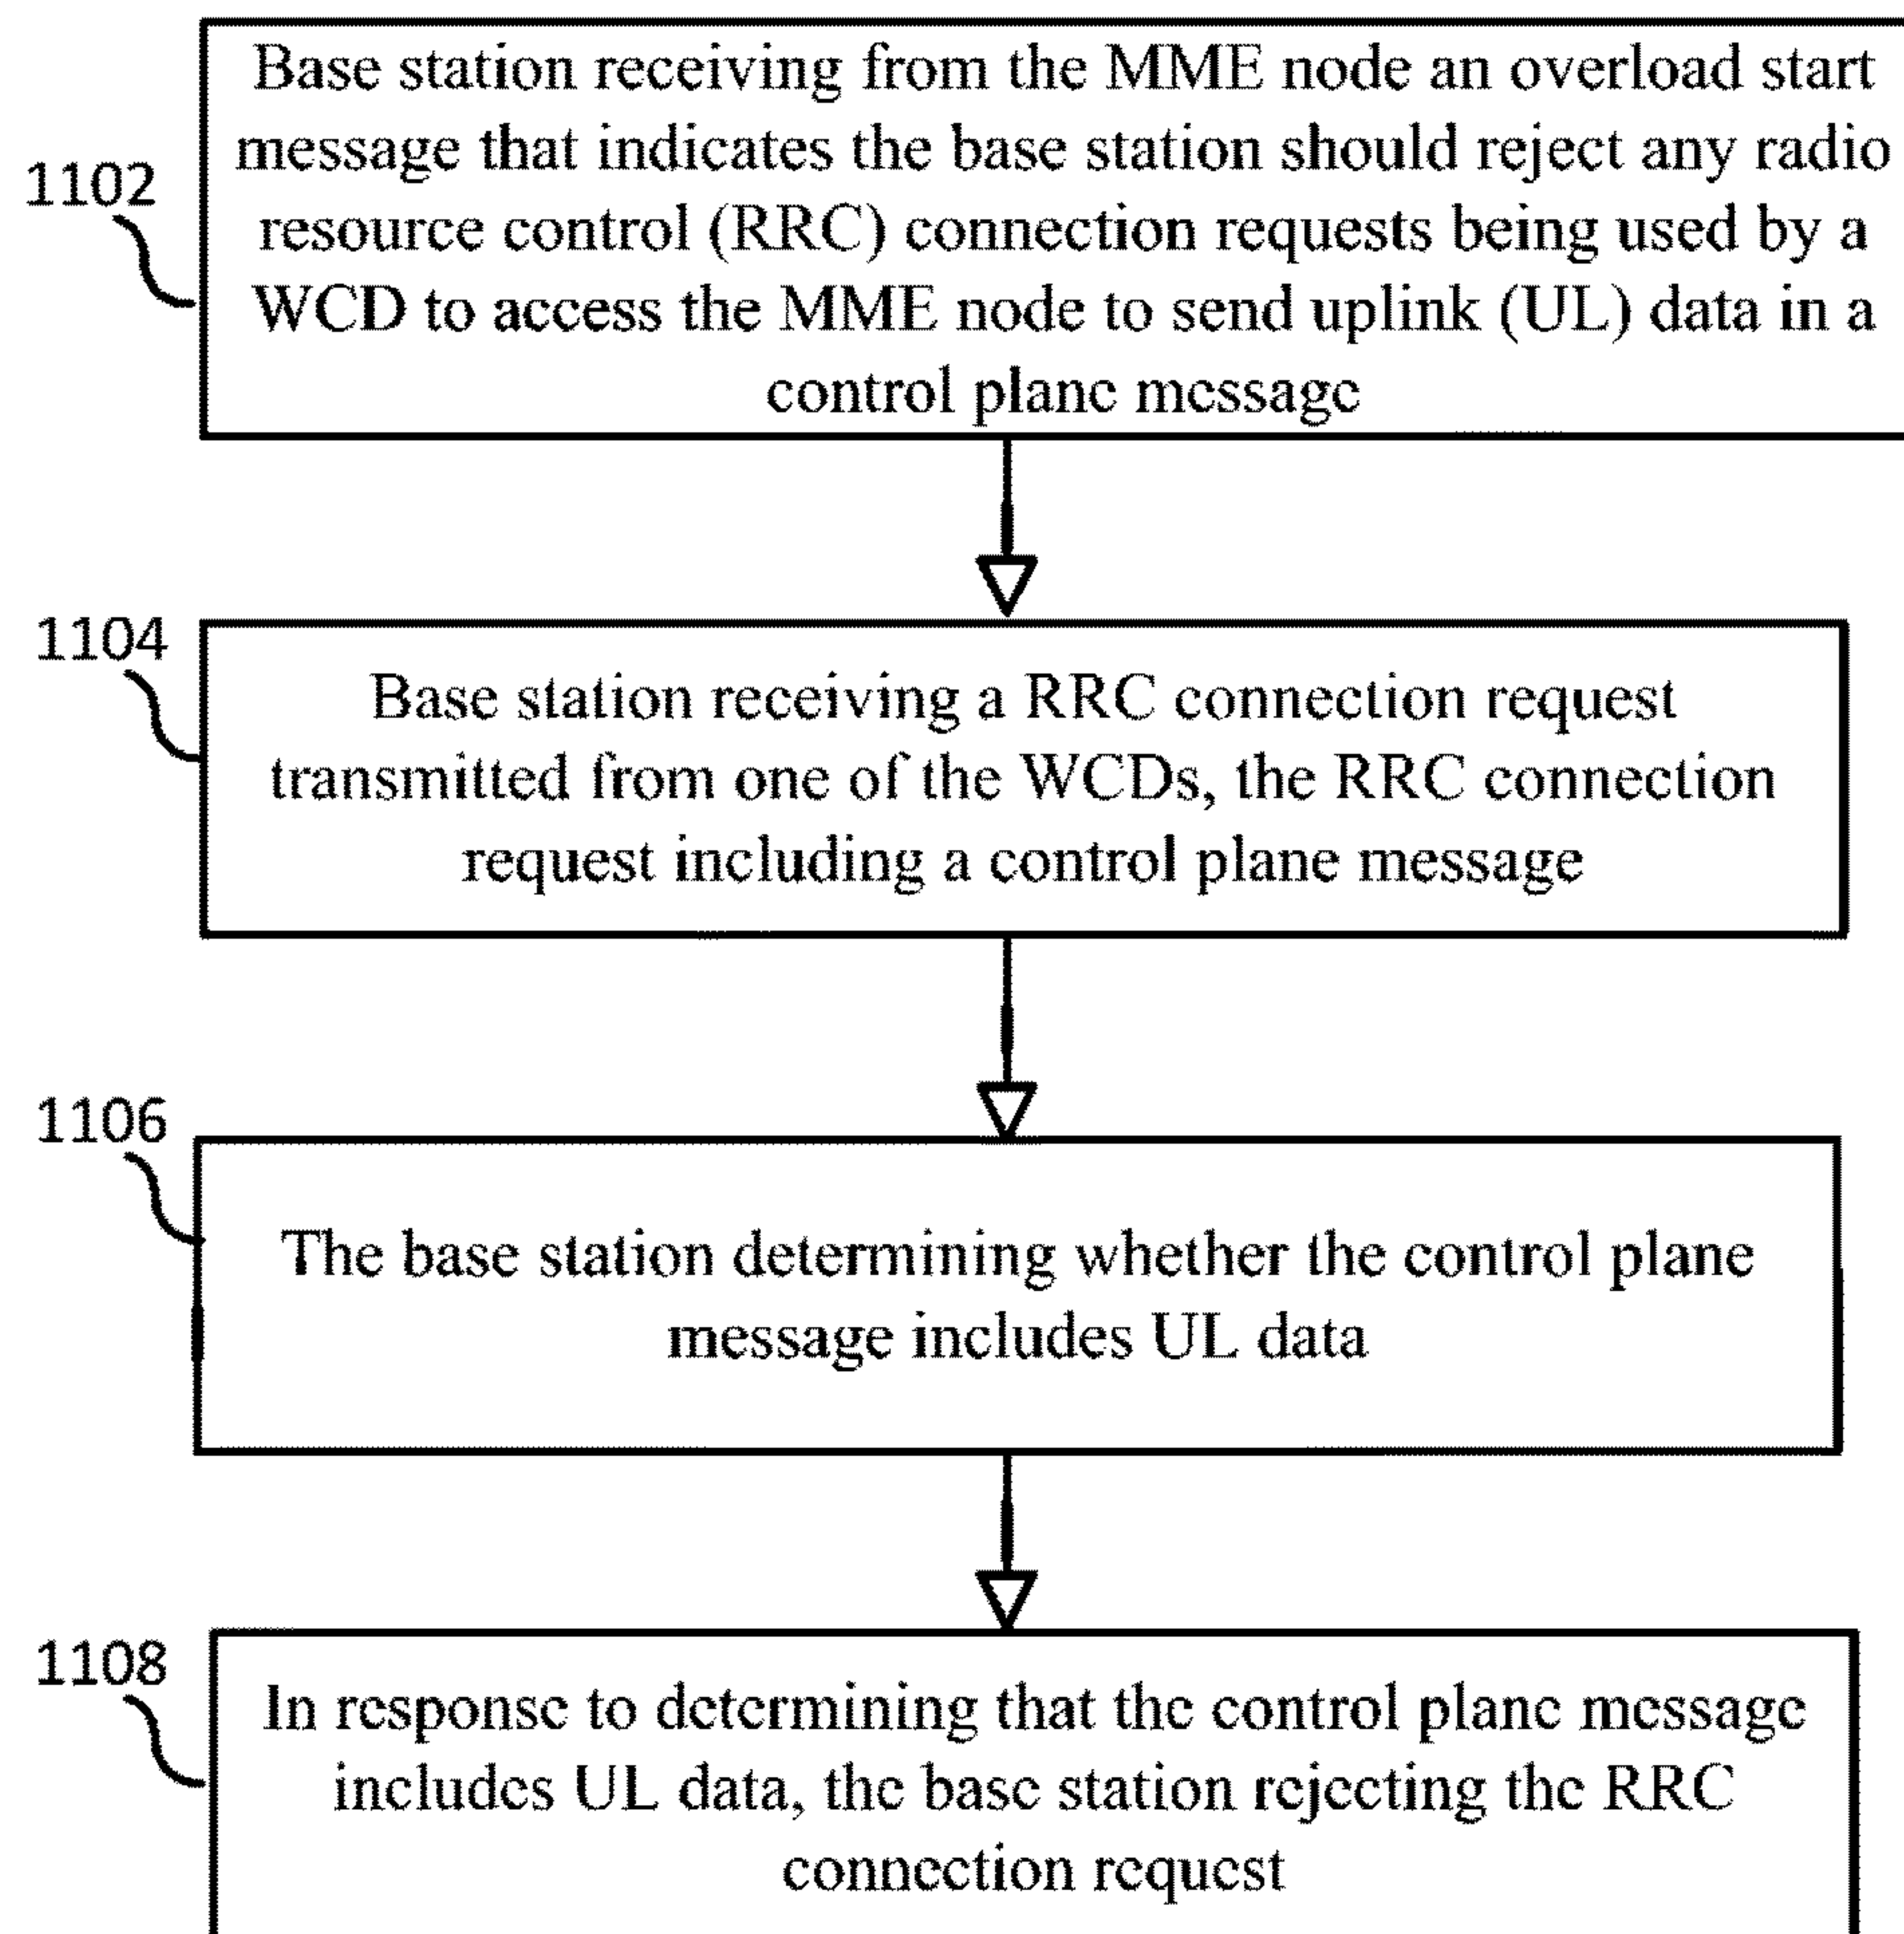 Base station receiving from the MME node an overload start
message that indicates the base station should reject any radio
1102
resource control (RRC) connection requests being used by a
WCD to access the MME node to send uplink (UL) data in a
control plane message
1104
Base station receiving a RRC connection request
transmitted from one of the WCDs, the RRC connection
request including a control plane message
1106
The base station determining whether the control plane
message includes UL data
1108
In response to determining that the control plane message
includes UL data, the base station rejecting the RRC
connection request